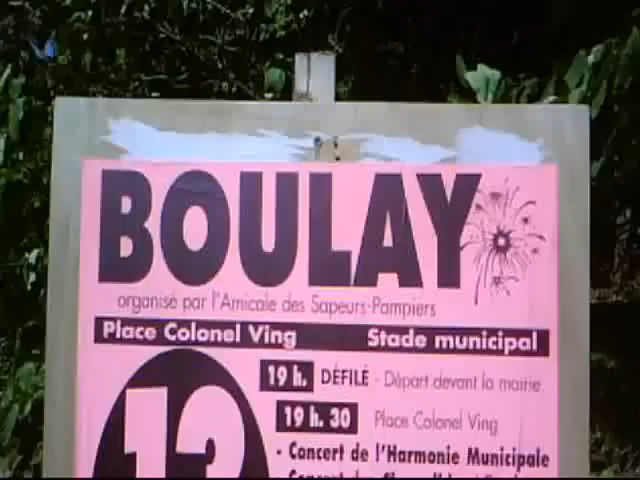 BOULAY
organisé par l'Amicale des Sapeurs-Pompiers
Place Colonel Ving Stade municipal
19 h. DÉFILÉ - Départ devant la mairie
13
19 h. 30 Place Colonel Ving
- Concert de l'Harmonie Municipale